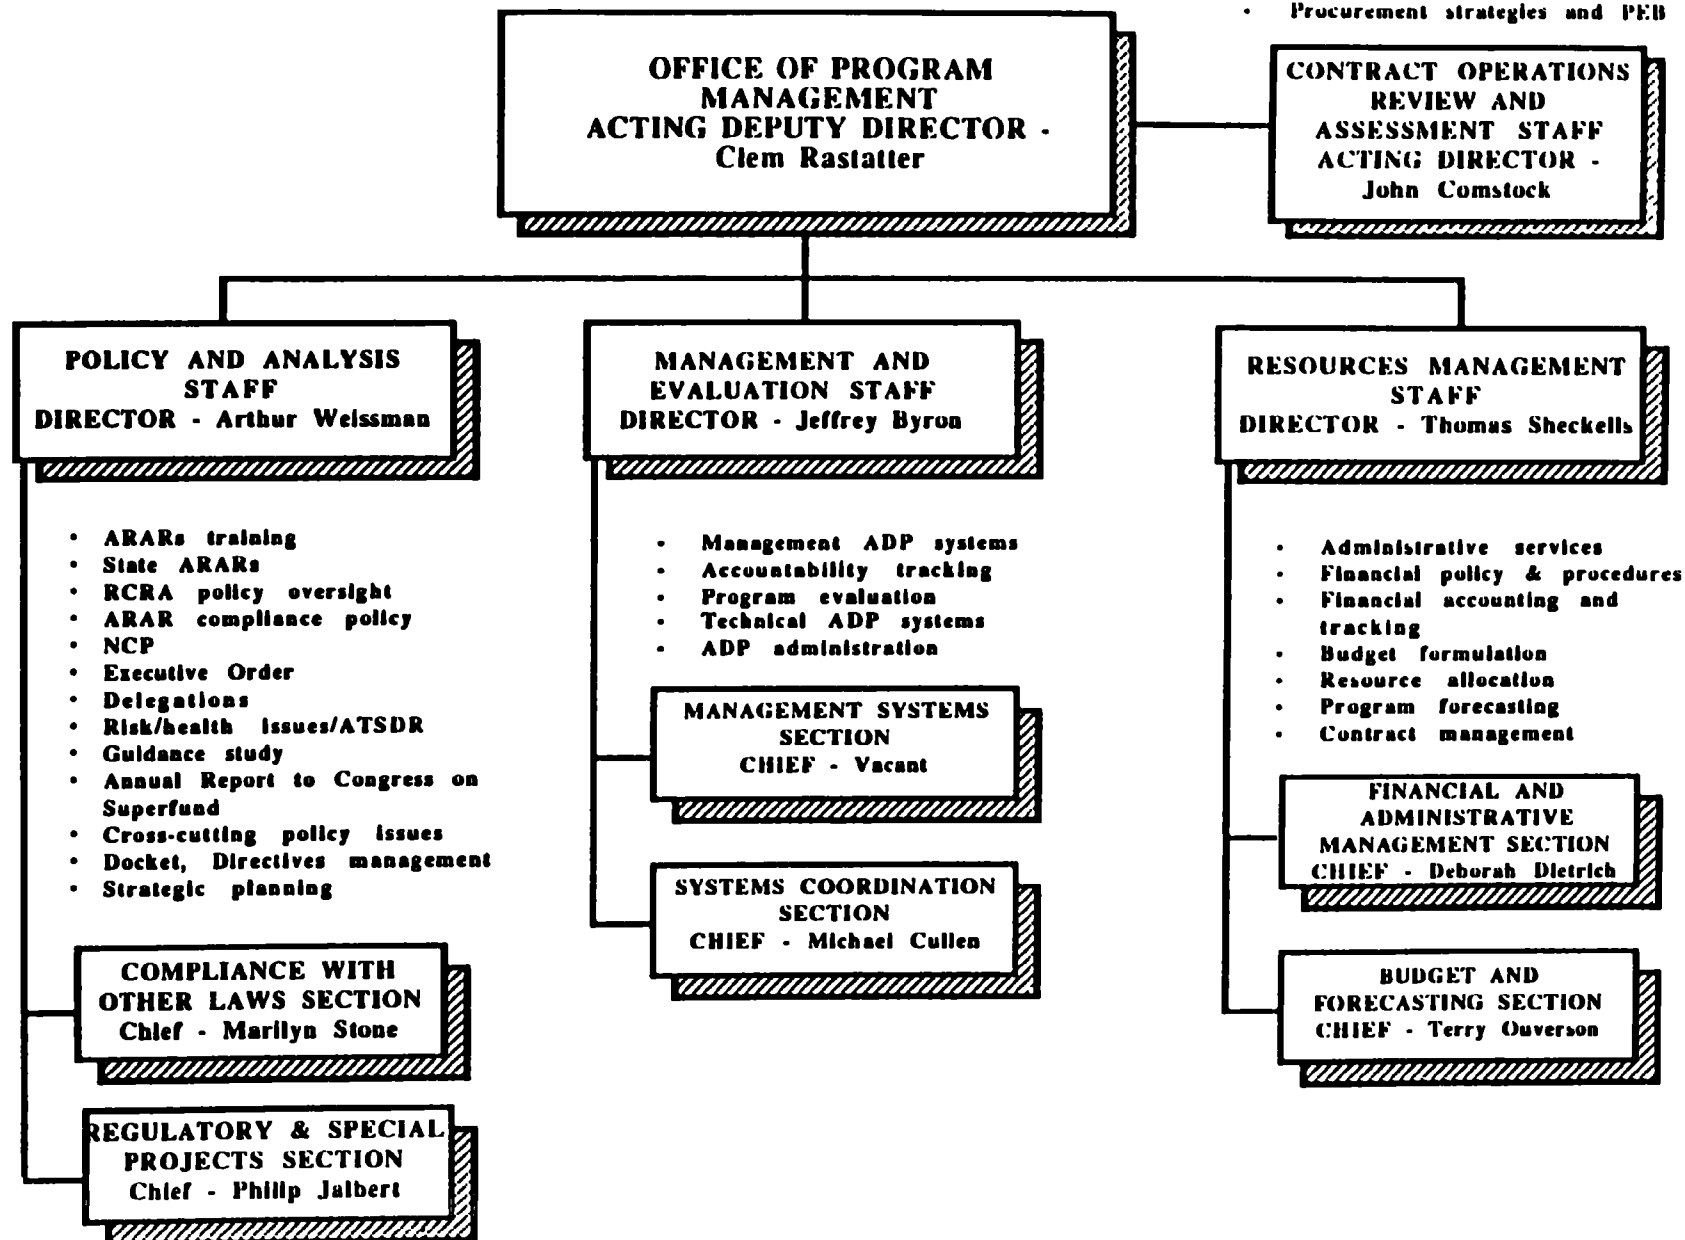 • Procurement strategies and PEB
OFFICE OF PROGRAM
MANAGEMENT
ACTING DEPUTY DIRECTOR -
Clem Rastatter
CONTRACT OPERATIONS
REVIEW AND
ASSESSMENT STAFF
ACTING DIRECTOR -
John Comstock
POLICY AND ANALYSIS
STAFF
DIRECTOR - Arthur Weissman
• ARARs training
• State ARARs
• RCRA policy oversight
• ARAR compliance policy
• NCP
• Executive Order
• Delegations
• Risk/health issues/ATSDR
• Guidance study
• Annual Report to Congress on
Superfund
• Cross-cutting policy issues
• Docket, Directives management
• Strategic planning
COMPLIANCE WITH
OTHER LAWS SECTION
Chief - Marilyn Stone
REGULATORY & SPECIAL
PROJECTS SECTION
Chief - Philip Jalbert
MANAGEMENT AND
EVALUATION STAFF
DIRECTOR - Jeffrey Byron
• Management ADP systems
• Accountability tracking
• Program evaluation
• Technical ADP systems
• ADP administration
MANAGEMENT SYSTEMS
SECTION
CHIEF - Vacant
SYSTEMS COORDINATION
SECTION
CHIEF - Michael Cullen
RESOURCES MANAGEMENT
STAFF
DIRECTOR - Thomas Sheckells
• Administrative services
• Financial policy & procedures
• Financial accounting and
tracking
• Budget formulation
• Resource allocation
• Program forecasting
• Contract management
FINANCIAL AND
ADMINISTRATIVE
MANAGEMENT SECTION
CHIEF - Deborah Dietrich
BUDGET AND
FORECASTING SECTION
CHIEF - Terry Ouverson